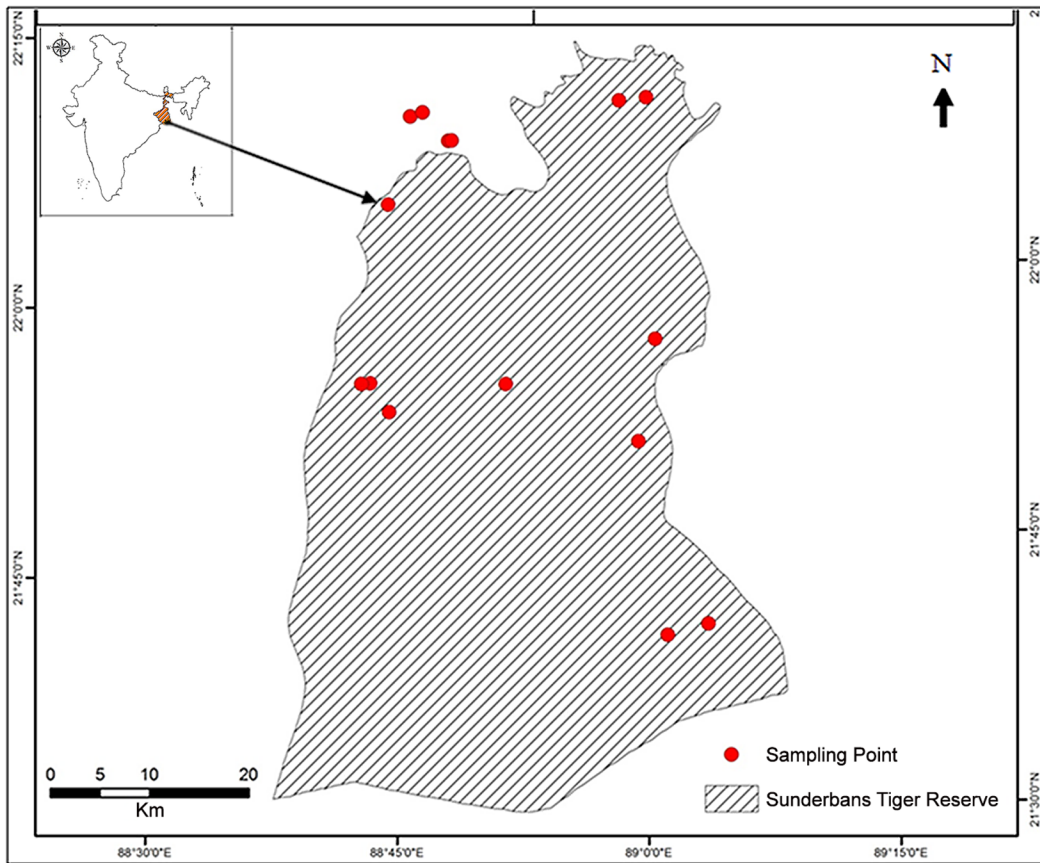 N
W
E
S
22°15'0"N
22°0'0"N
21°45'0"N
N
22°0'0"N
21°45'0"N
21°30'0"N
Sampling Point
Sunderbans Tiger Reserve
0 5 10 20
Km
88°30'0"E 88°45'0"E 89°0'0"E 89°15'0"E